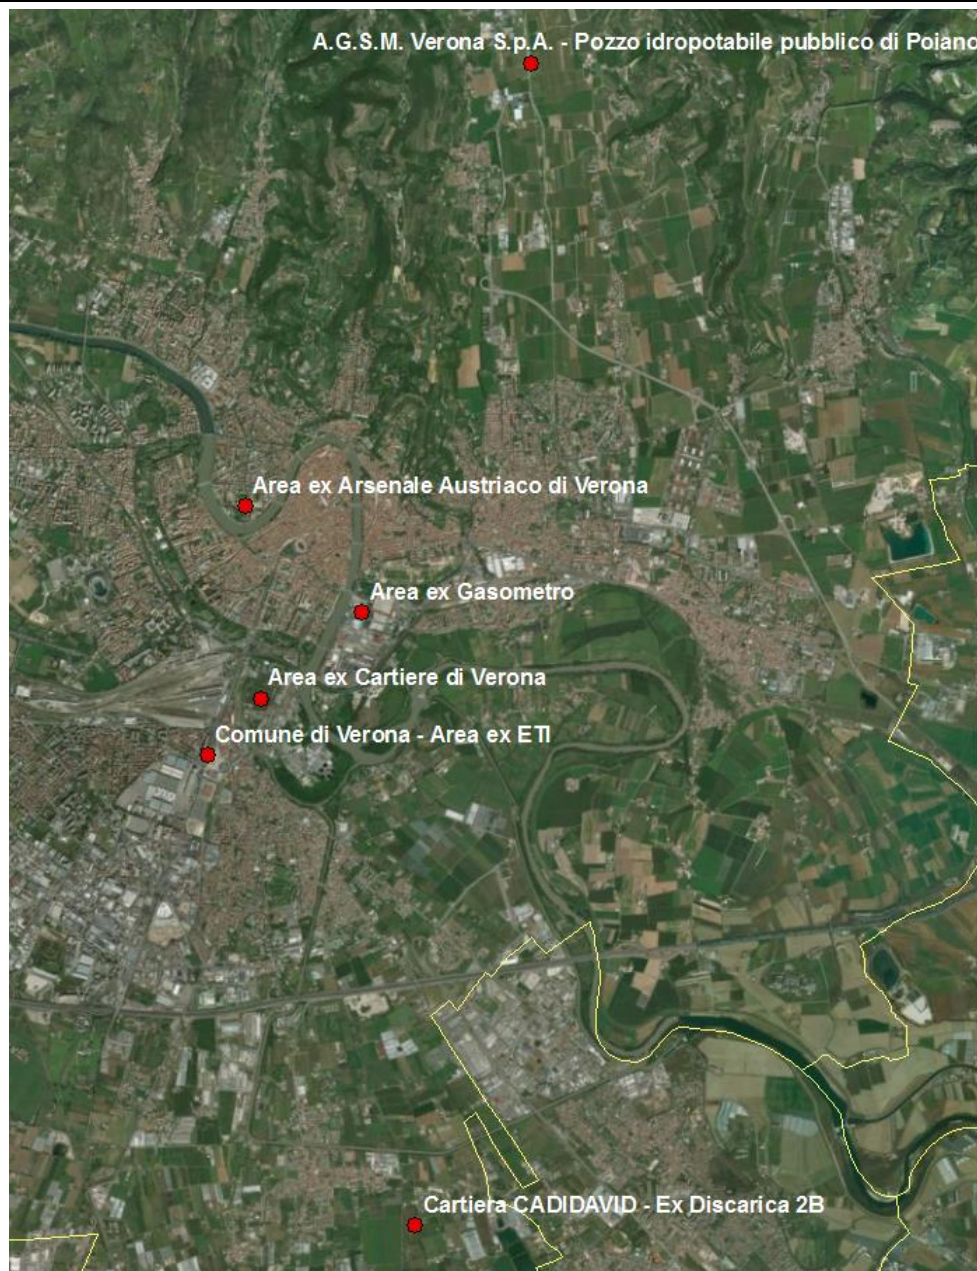 A.G.S.M. Verona S.p.A. - Pozzo idropotabile pubblico di Poiano
Area ex Arsenale Austriaco di Verona
Area ex Gasometro
Area ex Cartiere di Verona
Comune di Verona - Area ex ETI
Cartiera CADIDAVID - Ex Discarica 2B